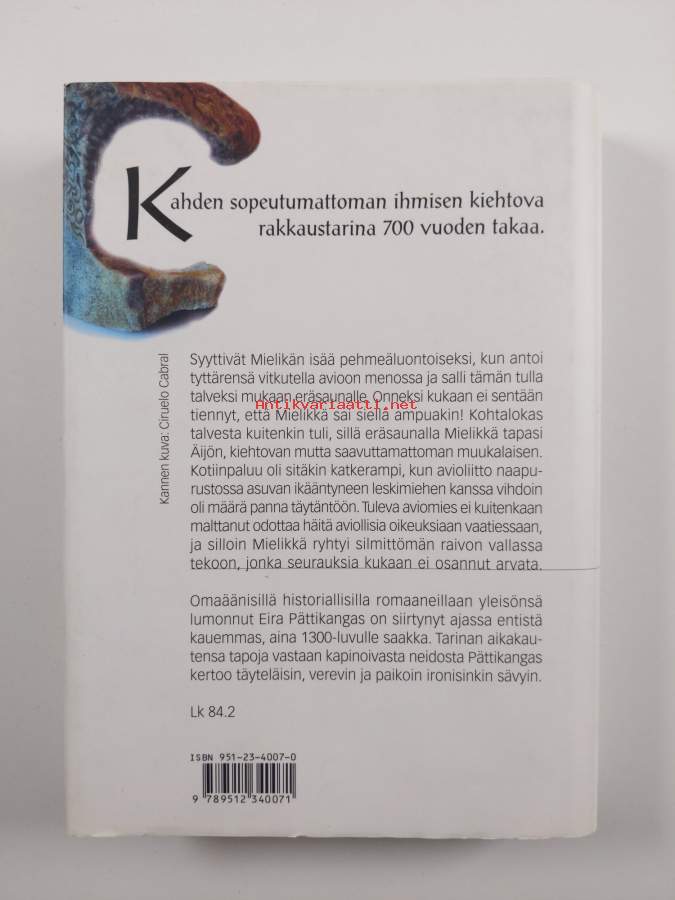 Kahden sopeutumattoman ihmisen kiehtova
rakkaustarina 700 vuoden takaa.
Kannen kuva: Ciruelo Cabral
Syyttivät Mielikän isää pehmeäluontoiseksi, kun antoi
tyttärensä vitkutella avioon menossa ja salli tämän tulla
talveksi mukaan eräsaunalle. Onneksi kukaan ei sentään
Antikvariaatti.net
tiennyt, että Mielikkä sai siellä ampuakin! Kohtalokas
talvesta kuitenkin tuli, sillä eräsaunalla Mielikkä tapasi
Äijön, kiehtovan mutta saavuttamattoman muukalaisen.
Kotiinpaluu oli sitäkin katkerampi, kun avioliitto naapu-
rustossa asuvan ikääntyneen leskimiehen kanssa vihdoin
oli määrä panna täytäntöön. Tuleva aviomies ei kuitenkaan
malttanut odottaa häitä aviollisia oikeuksiaan vaatiessaan,
ja silloin Mielikkä ryhtyi silmittömän raivon vallassa
tekoon, jonka seurauksia kukaan ei osannut arvata.
Omaäänisillä historiallisilla romaaneillaan yleisönsä
lumonnut Eira Pättikangas on siirtynyt ajassa entistä
kauemmas, aina 1300-luvulle saakka. Tarinan aikakau-
tensa tapoja vastaan kapinoivasta neidosta Pättikangas
kertoo täyteläisin, verevin ja paikoin ironisinkin sävyin.
Lk 84.2
ISBN 951-23-4007-0
9 789512 340071